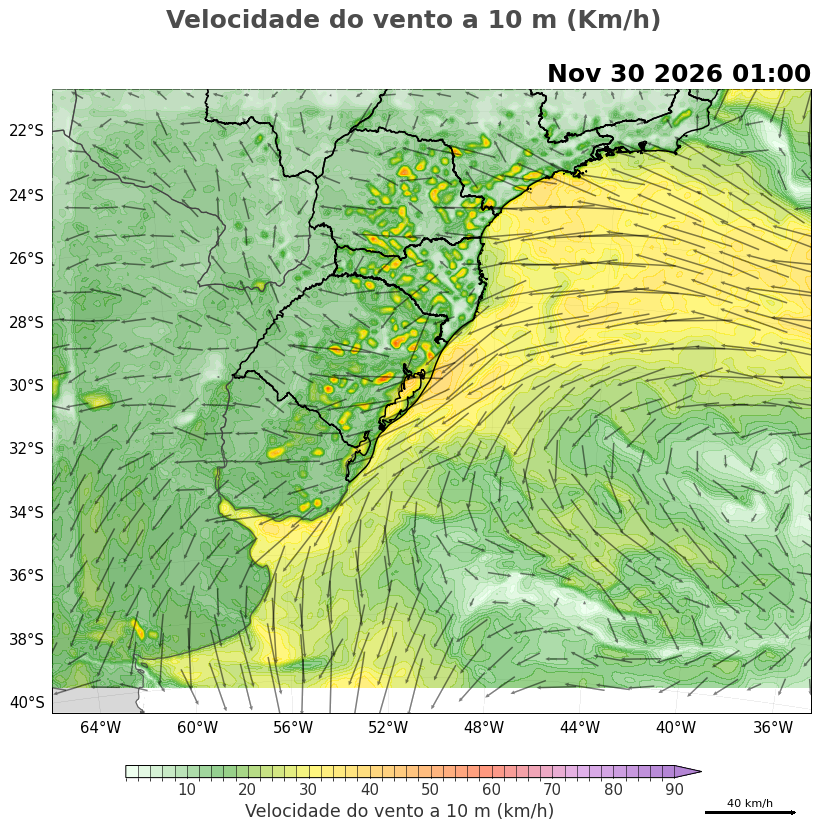 Velocidade do vento a 10 m (Km/h)
Nov 30 2026 01:00
22°S
24°S
26°S
28°S
30°S
32°S
34°S
36°S
38°S
40°S
64°W 60°W 56°W 52°W 48°W 44°W 40°W 36°W
10 20 30 40 50 60 70 80 90
Velocidade do vento a 10 m (km/h)
40 km/h